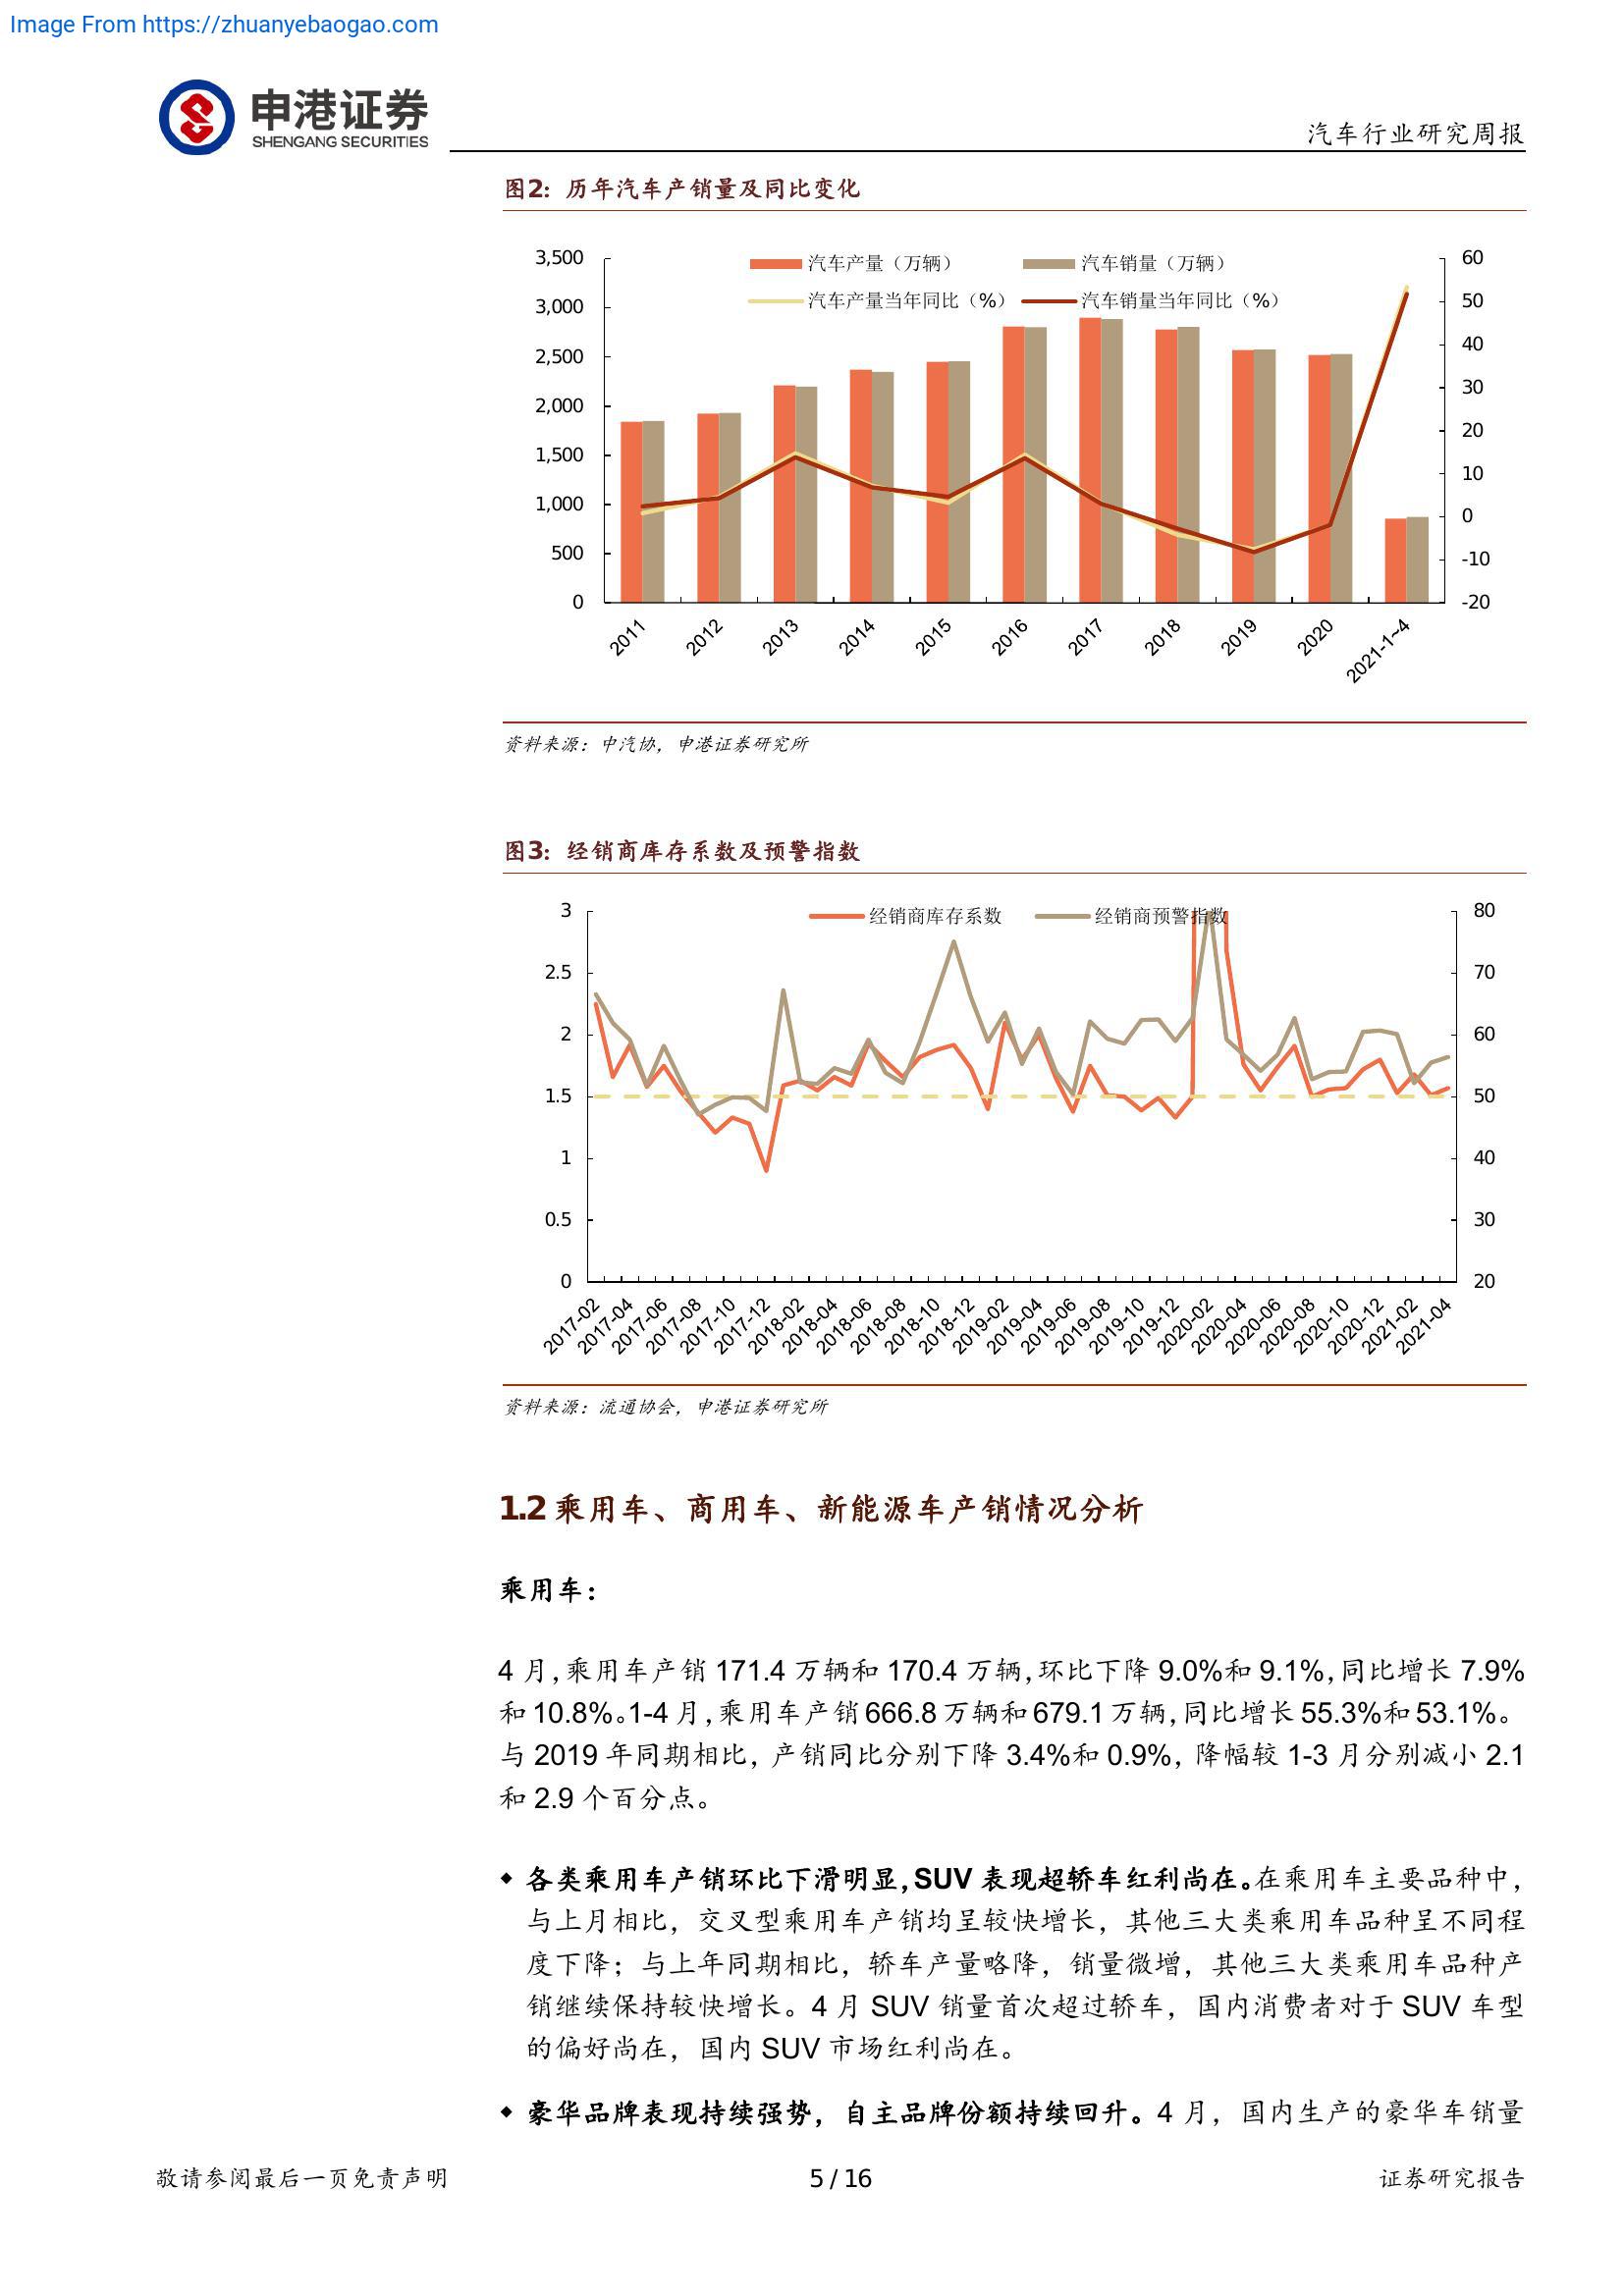 Image From https://zhuanyebaogao.com
申港证券
SHENGANG SECURITIES
汽车行业研究周报
图2：历年汽车产销量及同比变化
汽车产量（万辆） 汽车销量（万辆）
汽车产量当年同比（%） 汽车销量当年同比（%）
3,500
3,000
2,500
2,000
1,500
1,000
500
0
60
50
40
30
20
10
0
-10
-20
2011 2012 2013 2014 2015 2016 2017 2018 2019 2020 2021-1~4
资料来源：中汽协，申港证券研究所
图3：经销商库存系数及预警指数
经销商库存系数 经销商预警指数
3
2.5
2
1.5
1
0.5
0
80
70
60
50
40
30
20
2017-02 2017-04 2017-06 2017-08 2017-10 2017-12 2018-02 2018-04 2018-06 2018-08 2018-10 2018-12 2019-02 2019-04 2019-06 2019-08 2019-10 2019-12 2020-02 2020-04 2020-06 2020-08 2020-10 2020-12 2021-02 2021-04
资料来源：流通协会，申港证券研究所
1.2 乘用车、商用车、新能源车产销情况分析
乘用车：
4 月，乘用车产销 171.4 万辆和 170.4 万辆，环比下降 9.0%和 9.1%，同比增长 7.9%
和 10.8%。1-4 月，乘用车产销 666.8 万辆和 679.1 万辆，同比增长 55.3%和 53.1%。
与 2019 年同期相比，产销同比分别下降 3.4%和 0.9%，降幅较 1-3 月分别减小 2.1
和 2.9 个百分点。
◆ 各类乘用车产销环比下滑明显，SUV 表现超轿车红利尚在。在乘用车主要品种中，
与上月相比，交叉型乘用车产销均呈较快增长，其他三大类乘用车品种呈不同程
度下降；与上年同期相比，轿车产量略降，销量微增，其他三大类乘用车品种产
销继续保持较快增长。4 月 SUV 销量首次超过轿车，国内消费者对于 SUV 车型
的偏好尚在，国内 SUV 市场红利尚在。
◆ 豪华品牌表现持续强势，自主品牌份额持续回升。4 月，国内生产的豪华车销量
敬请参阅最后一页免责声明
5 / 16
证券研究报告